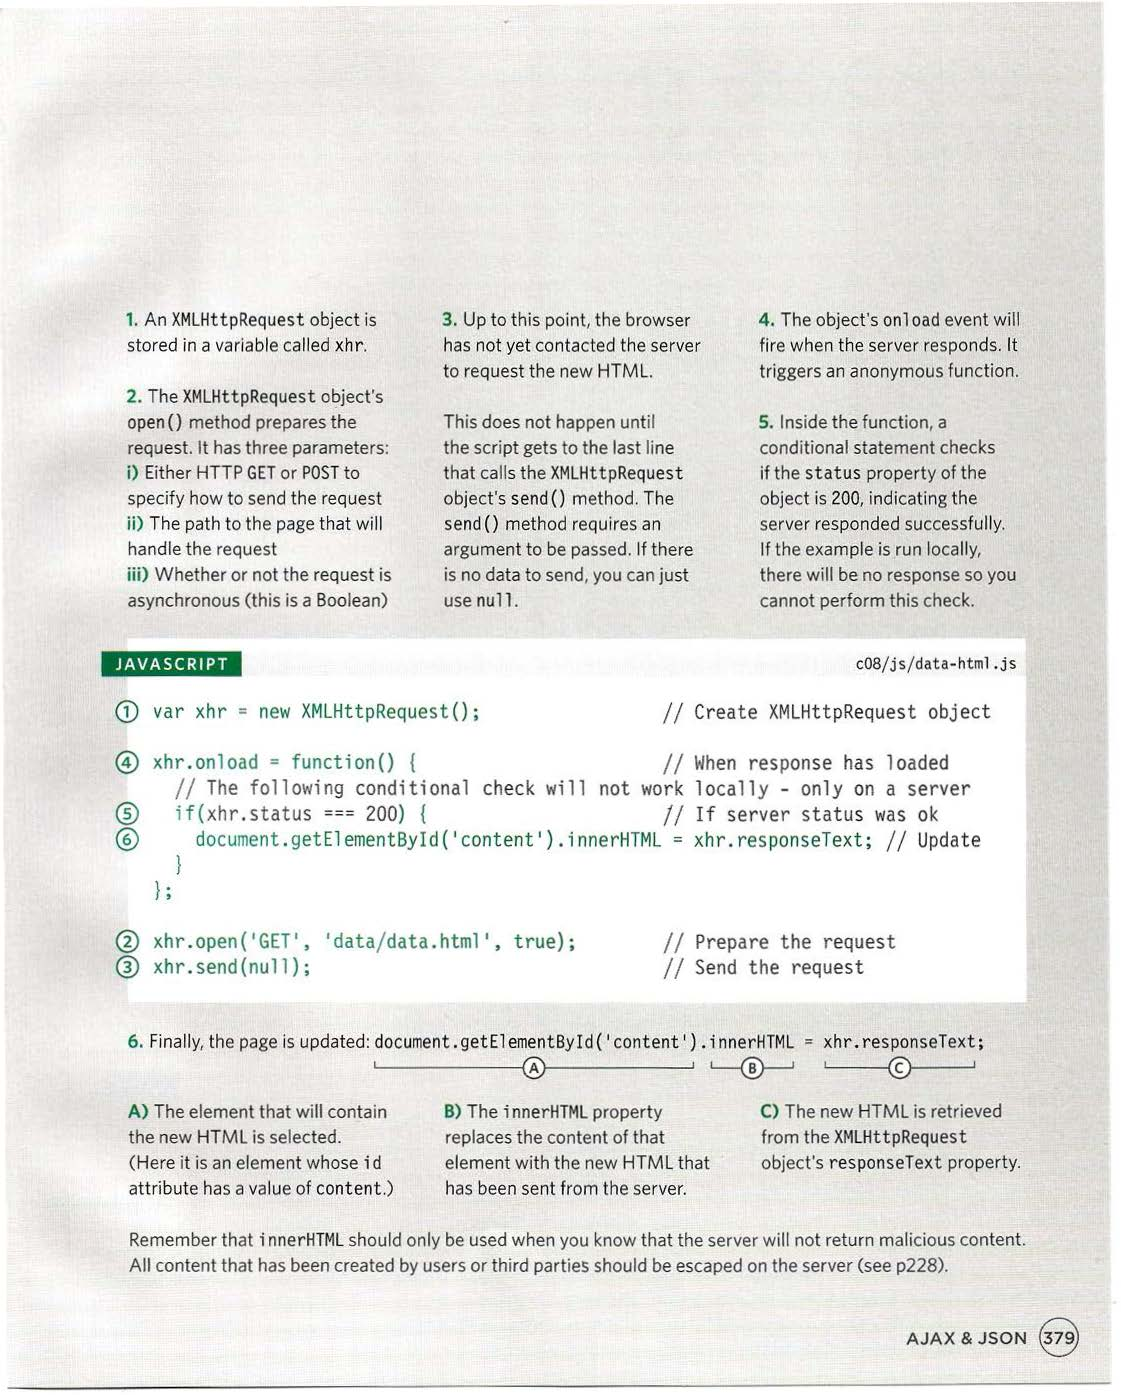 1. An XMLHttpRequest object is
stored in a variable called xhr.
2. The XMLHttpRequest object's
open() method prepares the
request. It has three parameters:
i) Either HTTP GET or POST to
specify how to send the request
ii) The path to the page that will
handle the request
iii) Whether or not the request is
asynchronous (this is a Boolean)
3. Up to this point, the browser
has not yet contacted the server
to request the new HTML.
This does not happen until
the script gets to the last line
that calls the XMLHttpRequest
object's send() method. The
send() method requires an
argument to be passed. If there
is no data to send, you can just
use null.
4. The object's onload event will
fire when the server responds. It
triggers an anonymous function.
5. Inside the function, a
conditional statement checks
if the status property of the
object is 200, indicating the
server responded successfully.
If the example is run locally,
there will be no response so you
cannot perform this check.
JAVASCRIPT c08/js/data-html.js
1 var xhr = new XMLHttpRequest(); // Create XMLHttpRequest object
4 xhr.onload = function() { // When response has loaded
// The following conditional check will not work locally - only on a server
5 if(xhr.status === 200) { // If server status was ok
6 document.getElementById('content').innerHTML = xhr.responseText; // Update
}
};
2 xhr.open('GET', 'data/data.html', true); // Prepare the request
3 xhr.send(null); // Send the request
6. Finally, the page is updated: document.getElementById('content').innerHTML = xhr.responseText;
A B C
A) The element that will contain
the new HTML is selected.
(Here it is an element whose id
attribute has a value of content.)
B) The innerHTML property
replaces the content of that
element with the new HTML that
has been sent from the server.
C) The new HTML is retrieved
from the XMLHttpRequest
object's responseText property.
Remember that innerHTML should only be used when you know that the server will not return malicious content.
All content that has been created by users or third parties should be escaped on the server (see p228).
AJAX & JSON 379